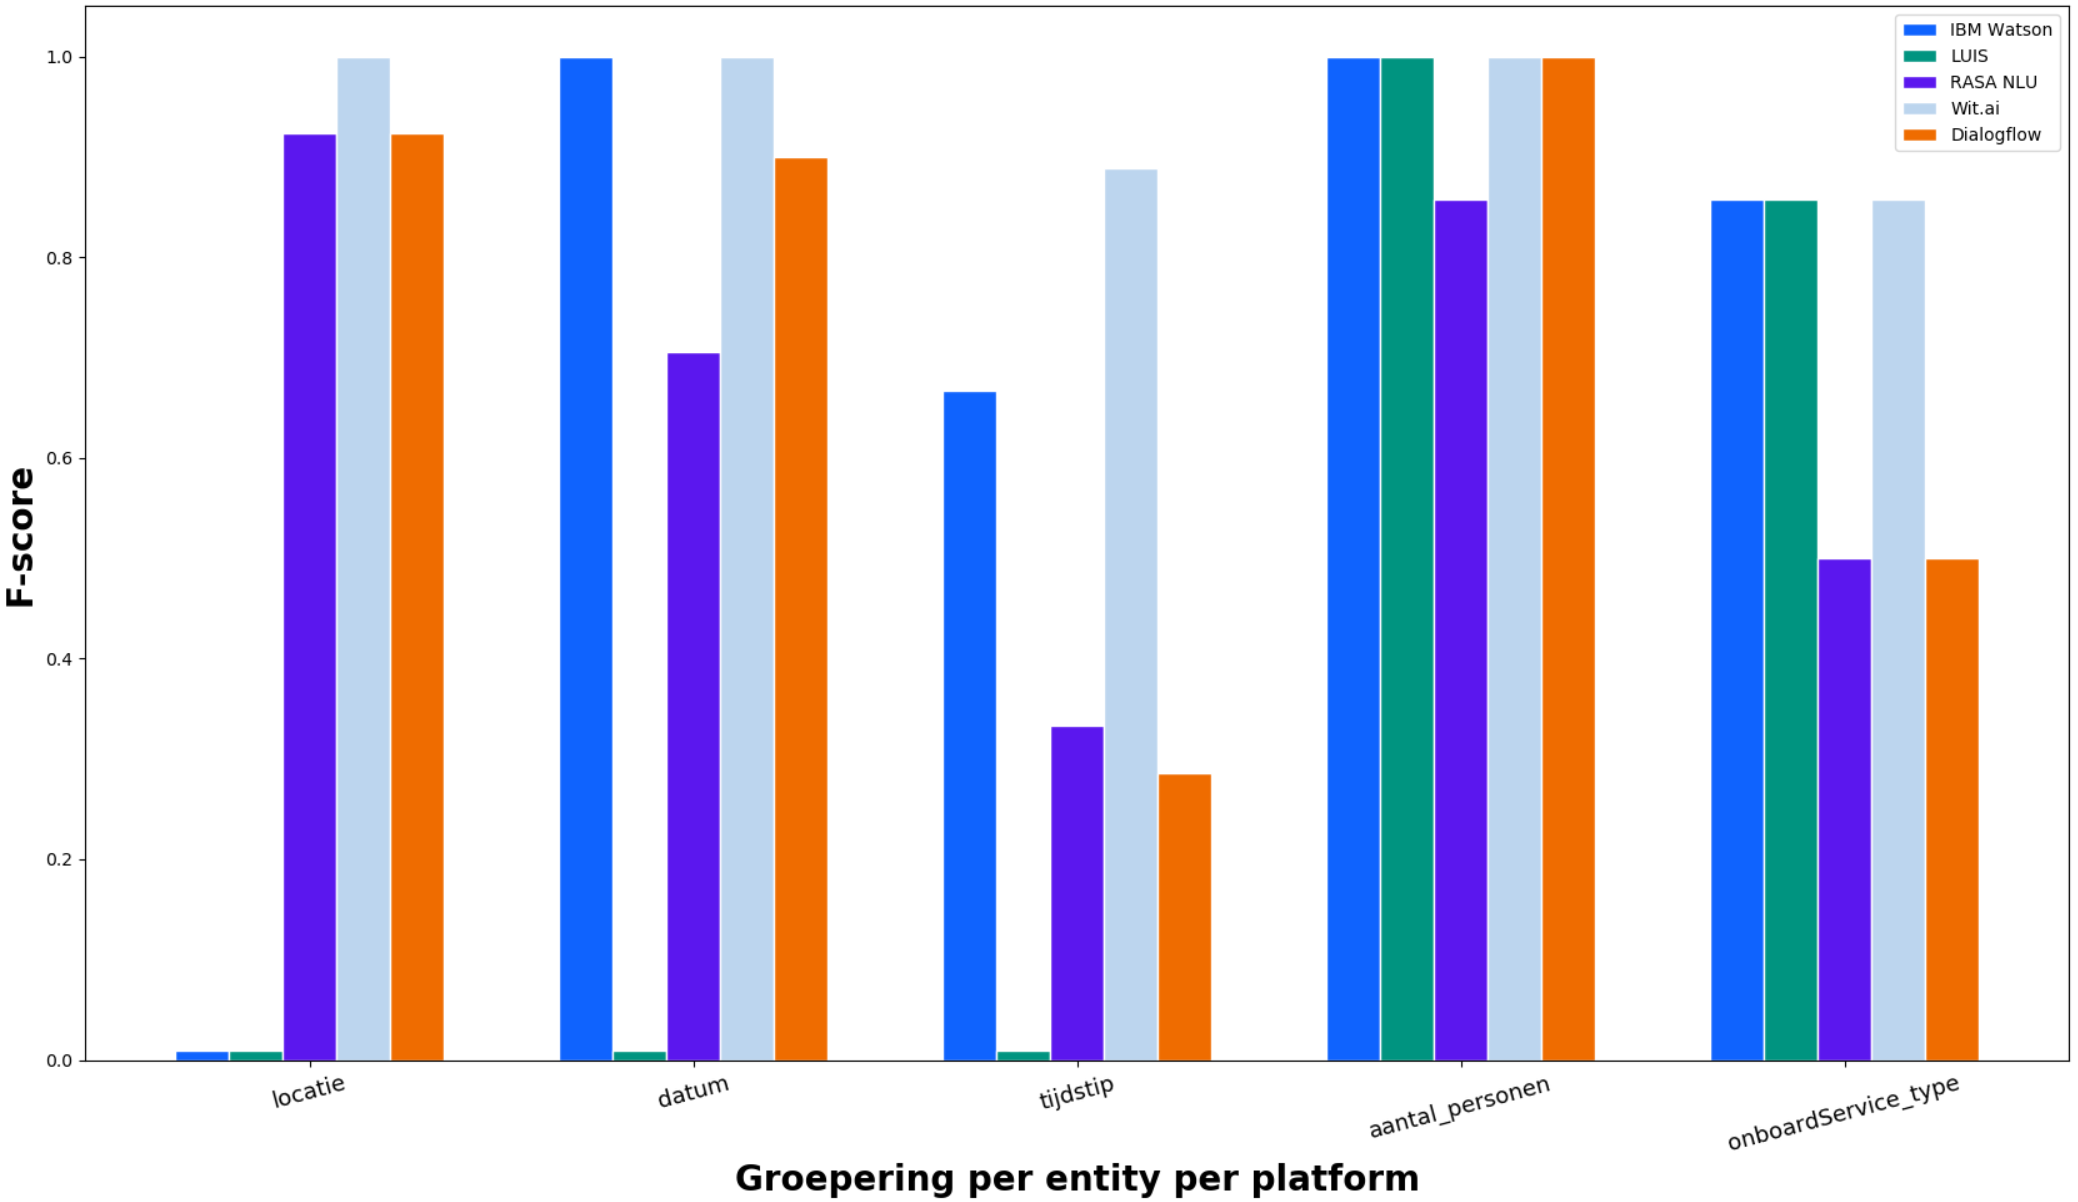 IBM Watson
LUIS
RASA NLU
Wit.ai
Dialogflow
F-score
1.0
0.8
0.6
0.4
0.2
0.0
locatie
datum
tijdstip
aantal_personen
onboardService_type
Groepering per entity per platform